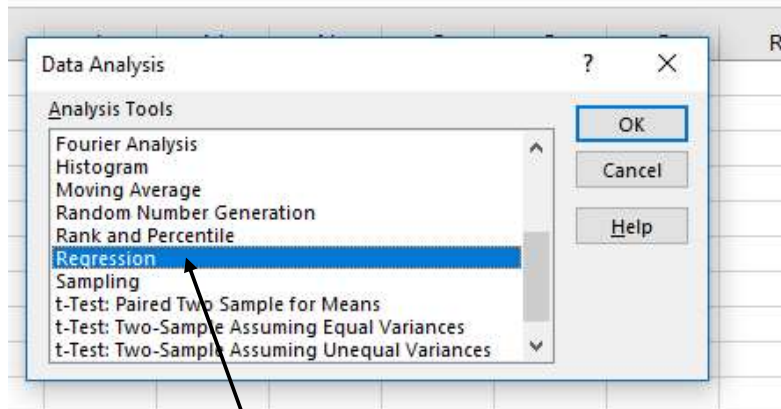 R
Data Analysis ? ×
Analysis Tools
Fourier Analysis
Histogram
Moving Average
Random Number Generation
Rank and Percentile
Regression
Sampling
t-Test: Paired Two Sample for Means
t-Test: Two-Sample Assuming Equal Variances
t-Test: Two-Sample Assuming Unequal Variances
OK
Cancel
Help